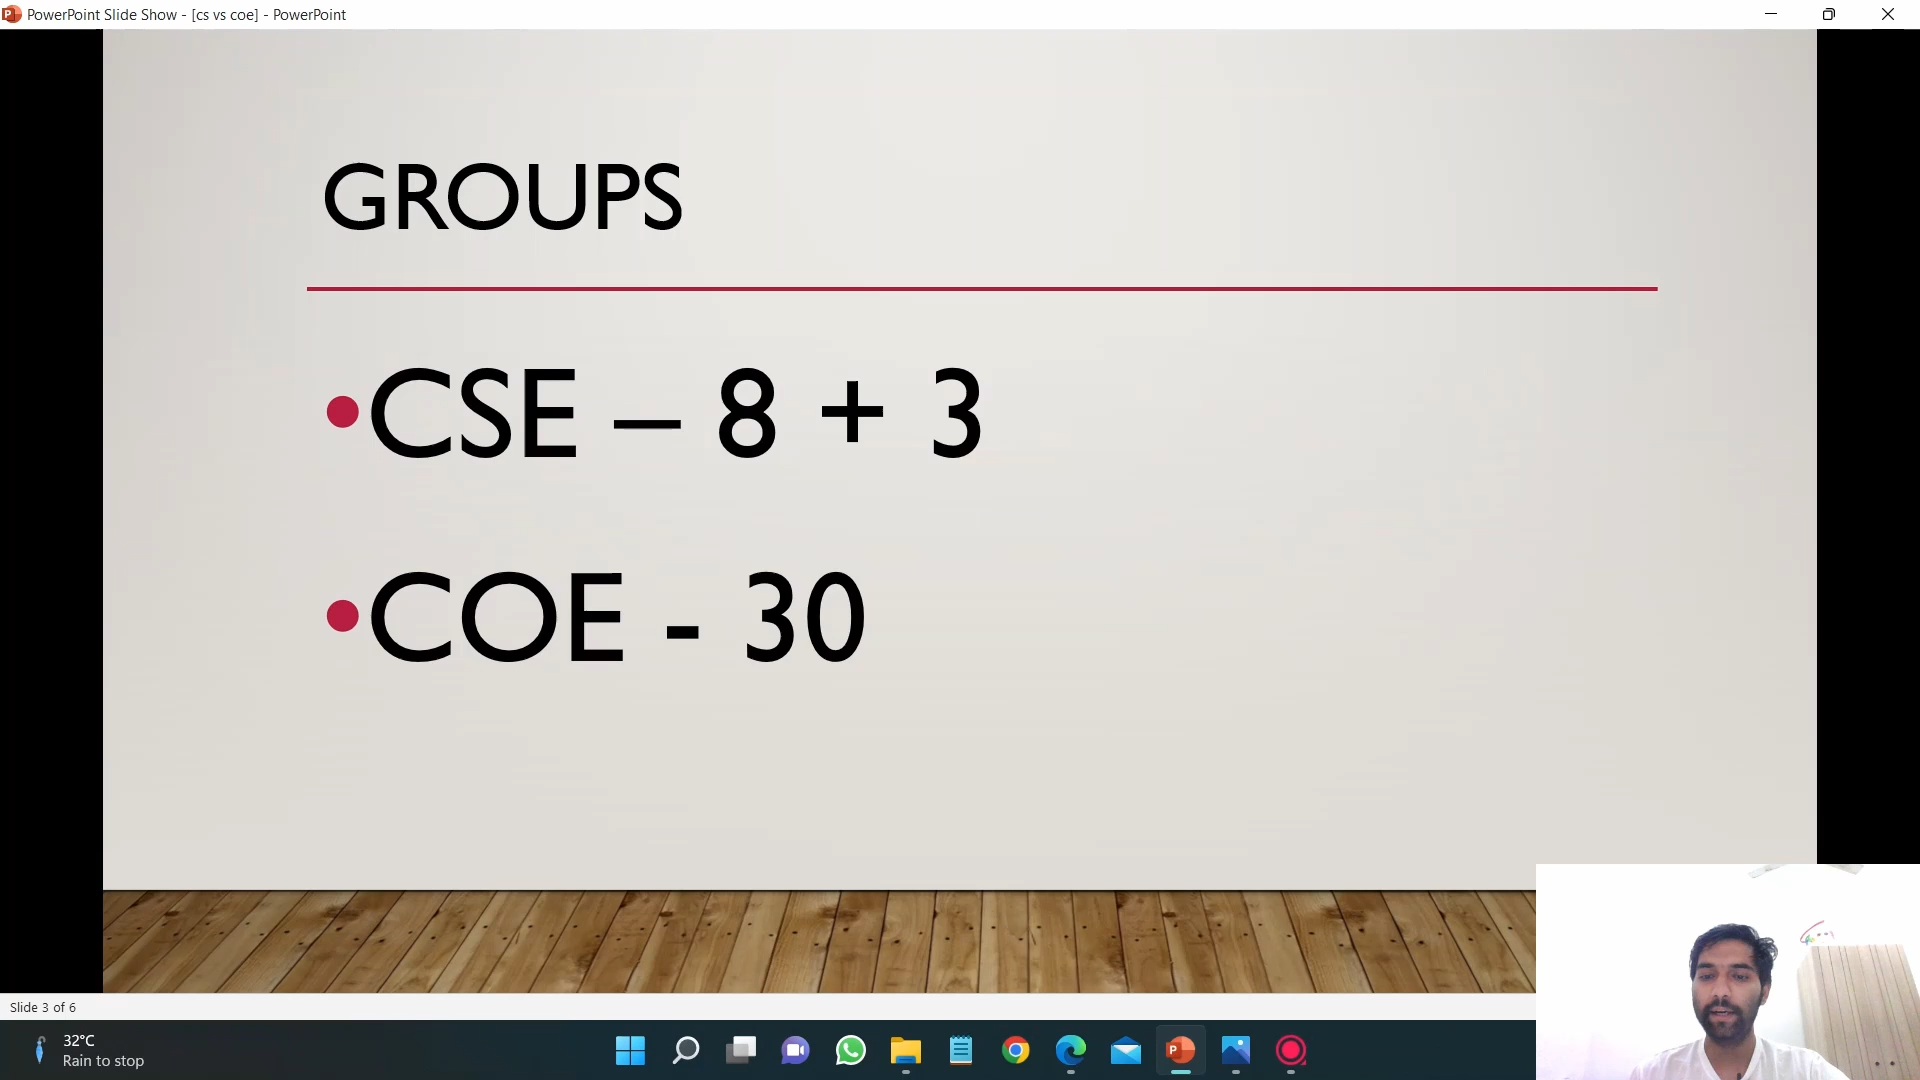 PowerPoint Slide Show - [cs vs coe] - PowerPoint
GROUPS
•CSE – 8 + 3
•COE - 30
Slide 3 of 6
32°C
Rain to stop